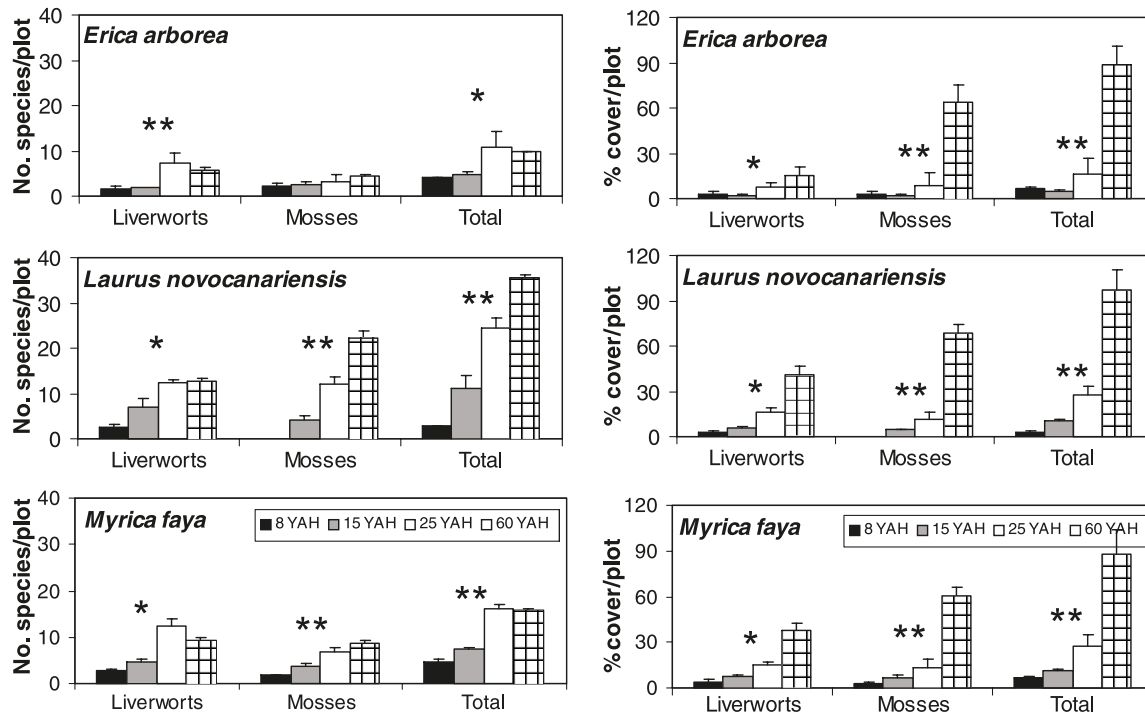 No. species/plot
40
30
20
10
0
Erica arborea
**
*
Liverworts Mosses Total
% cover/plot
120
90
60
30
0
Erica arborea
*
**
**
Liverworts Mosses Total
No. species/plot
40
30
20
10
0
Laurus novocanariensis
*
**
**
Liverworts Mosses Total
% cover/plot
120
90
60
30
0
Laurus novocanariensis
*
**
**
Liverworts Mosses Total
No. species/plot
40
30
20
10
0
Myrica faya
8 YAH 15 YAH 25 YAH 60 YAH
*
**
**
Liverworts Mosses Total
%cover/plot
120
90
60
30
0
Myrica faya
8 YAH 15 YAH 25 YAH 60 YAH
*
**
**
Liverworts Mosses Total